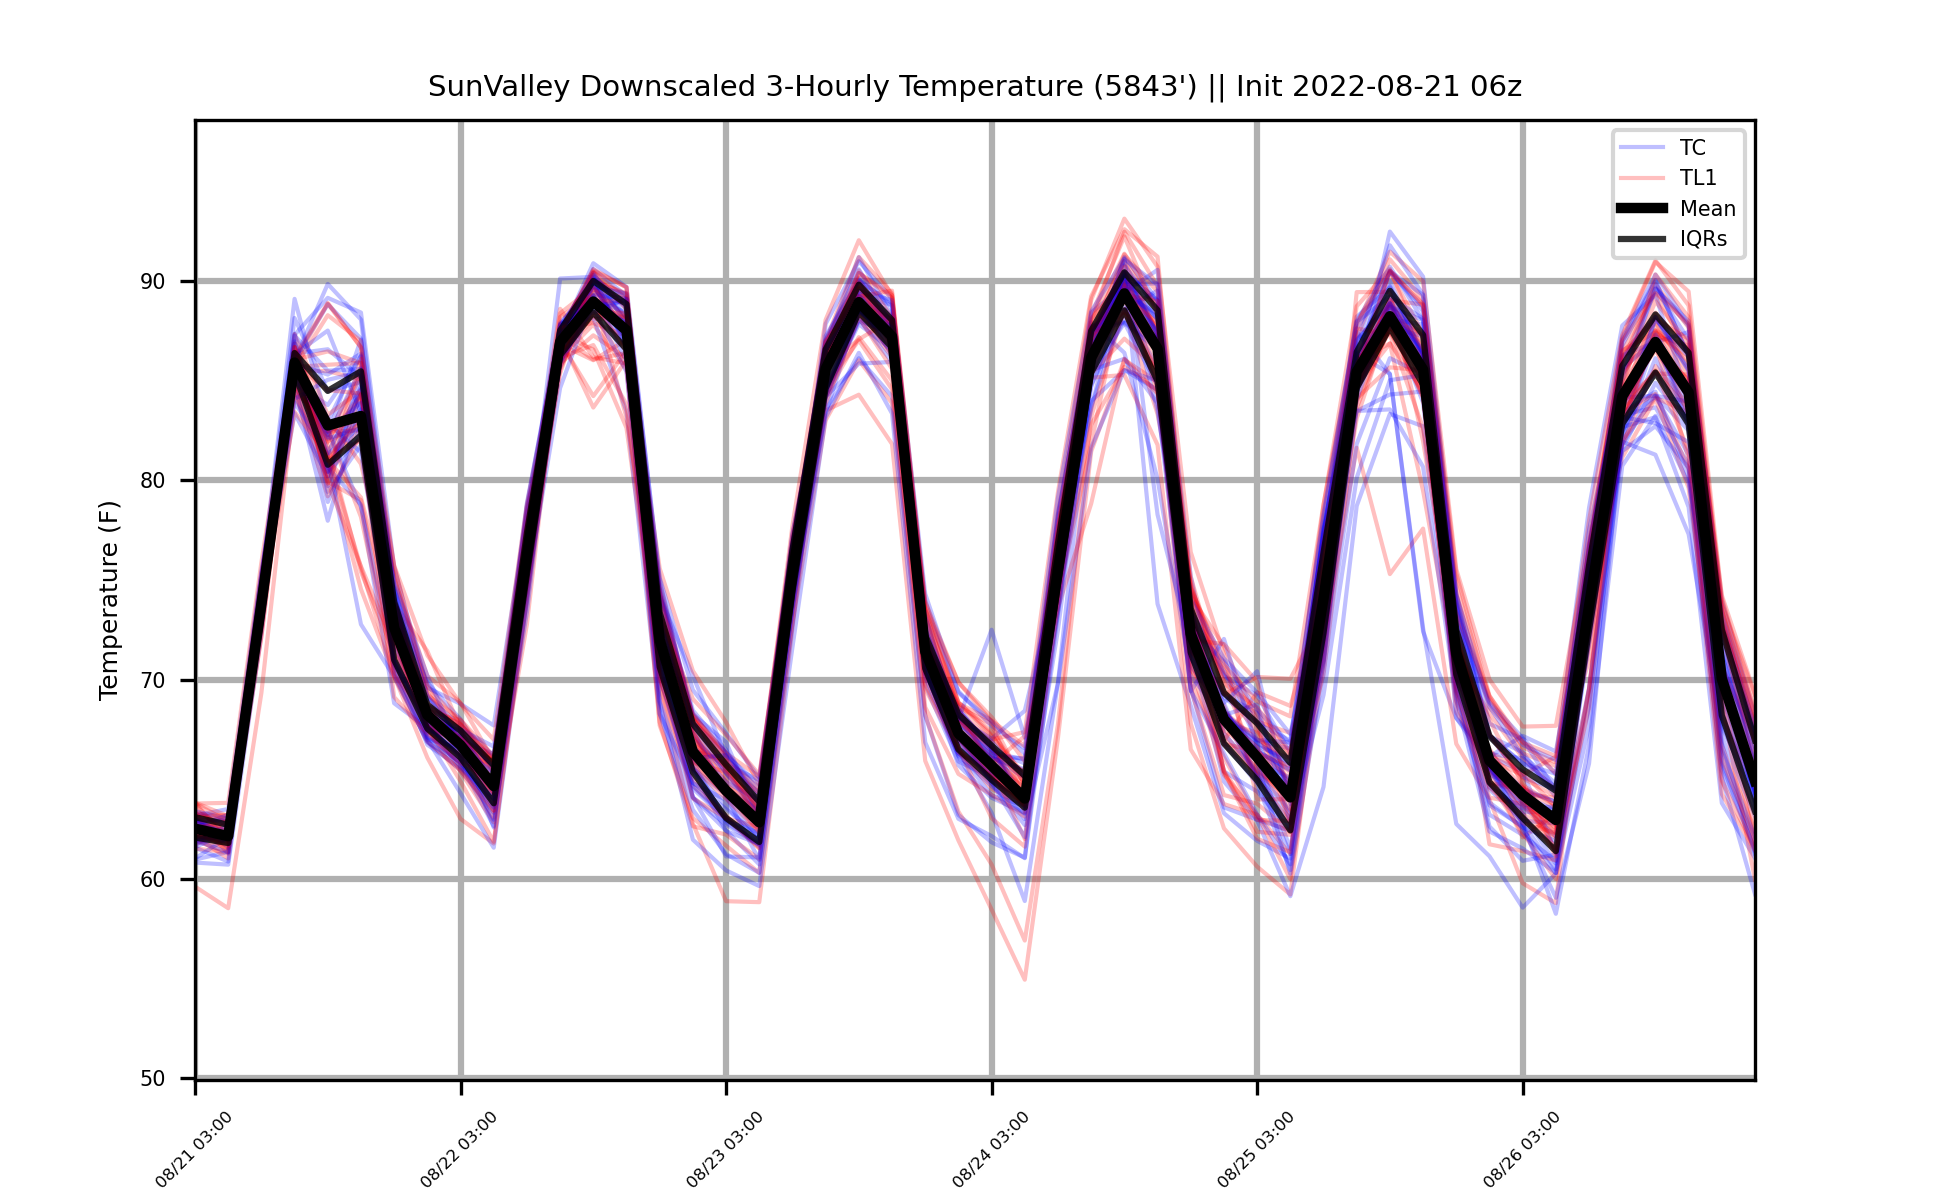 SunValley Downscaled 3-Hourly Temperature (5843') || Init 2022-08-21 06z
TC
TL1
Mean
IQRs
Temperature (F)
90
80
70
60
50
08/21 03:00
08/22 03:00
08/23 03:00
08/24 03:00
08/25 03:00
08/26 03:00